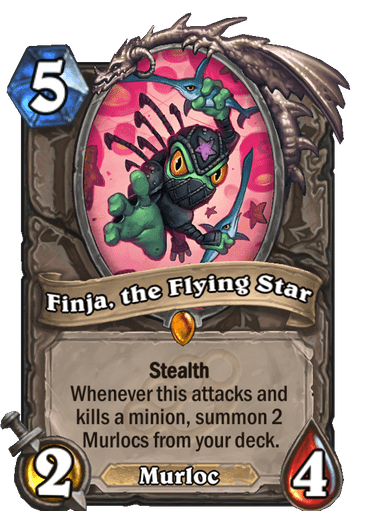 5
Finja, the Flying Star
Stealth
Whenever this attacks and
kills a minion, summon 2
Murlocs from your deck.
2
Murloc
4